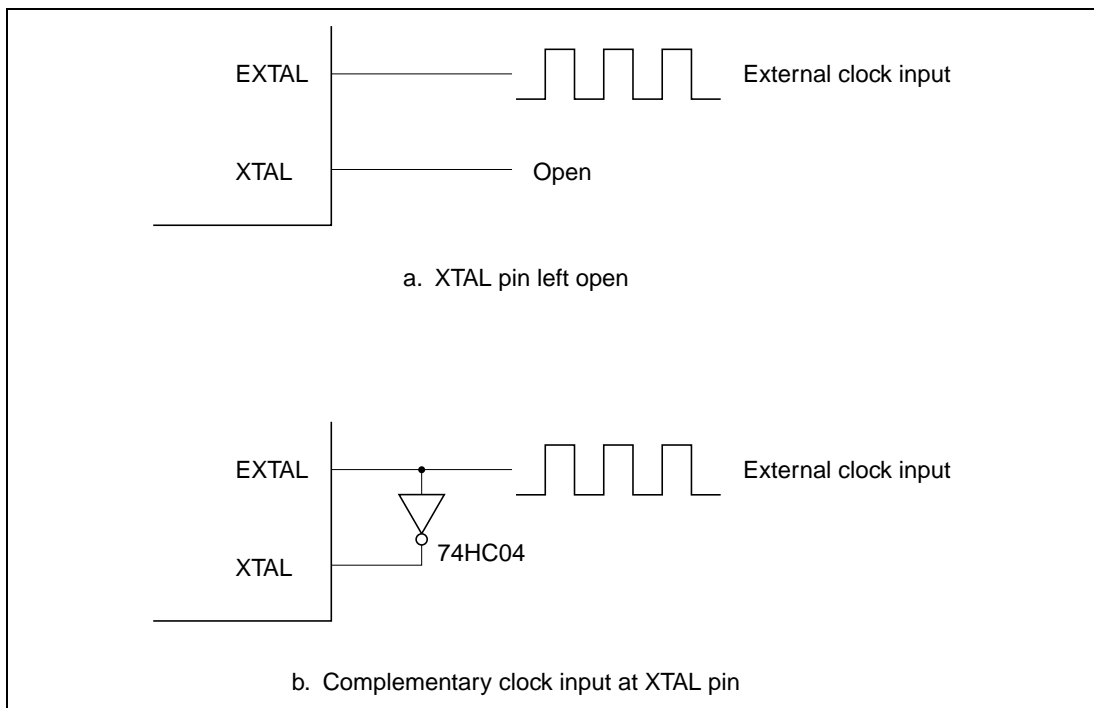 EXTAL External clock input
XTAL Open
a. XTAL pin left open
EXTAL External clock input
74HC04
XTAL
b. Complementary clock input at XTAL pin